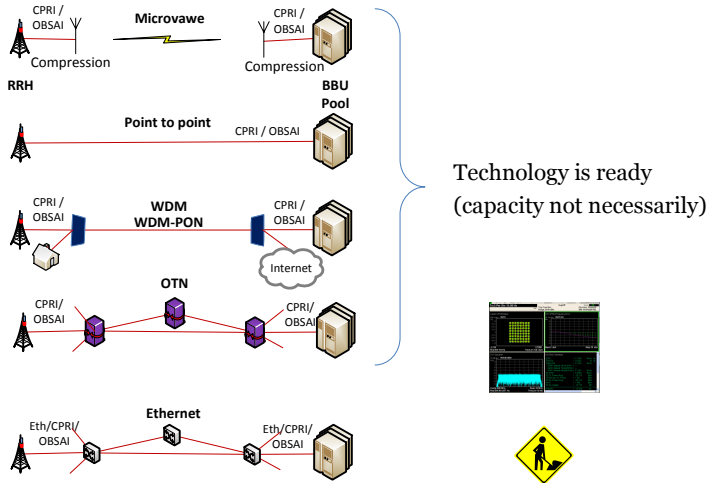 CPRI /
OBSAI
Microvawe
CPRI /
OBSAI
Compression
Compression
RRH
BBU
Pool
Point to point
CPRI / OBSAI
Technology is ready
(capacity not necessarily)
CPRI /
OBSAI
WDM
WDM-PON
CPRI /
OBSAI
Internet
OTN
CPRI/
OBSAI
CPRI/
OBSAI
Ethernet
Eth/CPRI/
OBSAI
Eth/CPRI/
OBSAI